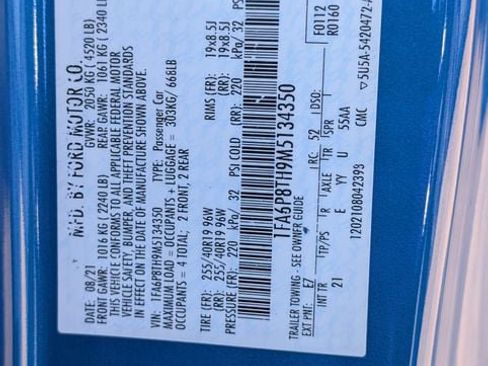 MFD. BY FORD MOTOR CO.
DATE: 08/21 GVWR: 2050 KG ( 4520 LB)
FRONT GAWR: 1016 KG ( 2240 LB) REAR GAWR: 1061 KG ( 2340 LB)
THIS VEHICLE CONFORMS TO ALL APPLICABLE FEDERAL MOTOR
VEHICLE SAFETY, BUMPER, AND THEFT PREVENTION STANDARDS
IN EFFECT ON THE DATE OF MANUFACTURE SHOWN ABOVE.
VIN: 1FA6P8TH9M5134350 Passenger Car
MAXIMUM LOAD = OCCUPANTS + LUGGAGE = 303KG/ 668LB
OCCUPANTS = 4 TOTAL: 2 FRONT, 2 REAR
TIRE (FR): 255/40R19 96W RIMS (FR): 19x8.5J
(RR): 255/40R19 96W (RR): 19x8.5J
PRESSURE (FR): 220 kPa/ 32 PSI COLD (RR): 220 kPa/ 32 PS
1FA6P8TH9M5134350
TRAILER TOWING - SEE OWNER GUIDE F0112
EXT PNT: E7 RC: 52 DSO: R0160
INT TR TP/PS R AXLE TR SPR
21 E YY U 55AA
1202108042393 CMC
5U5A-5420472-